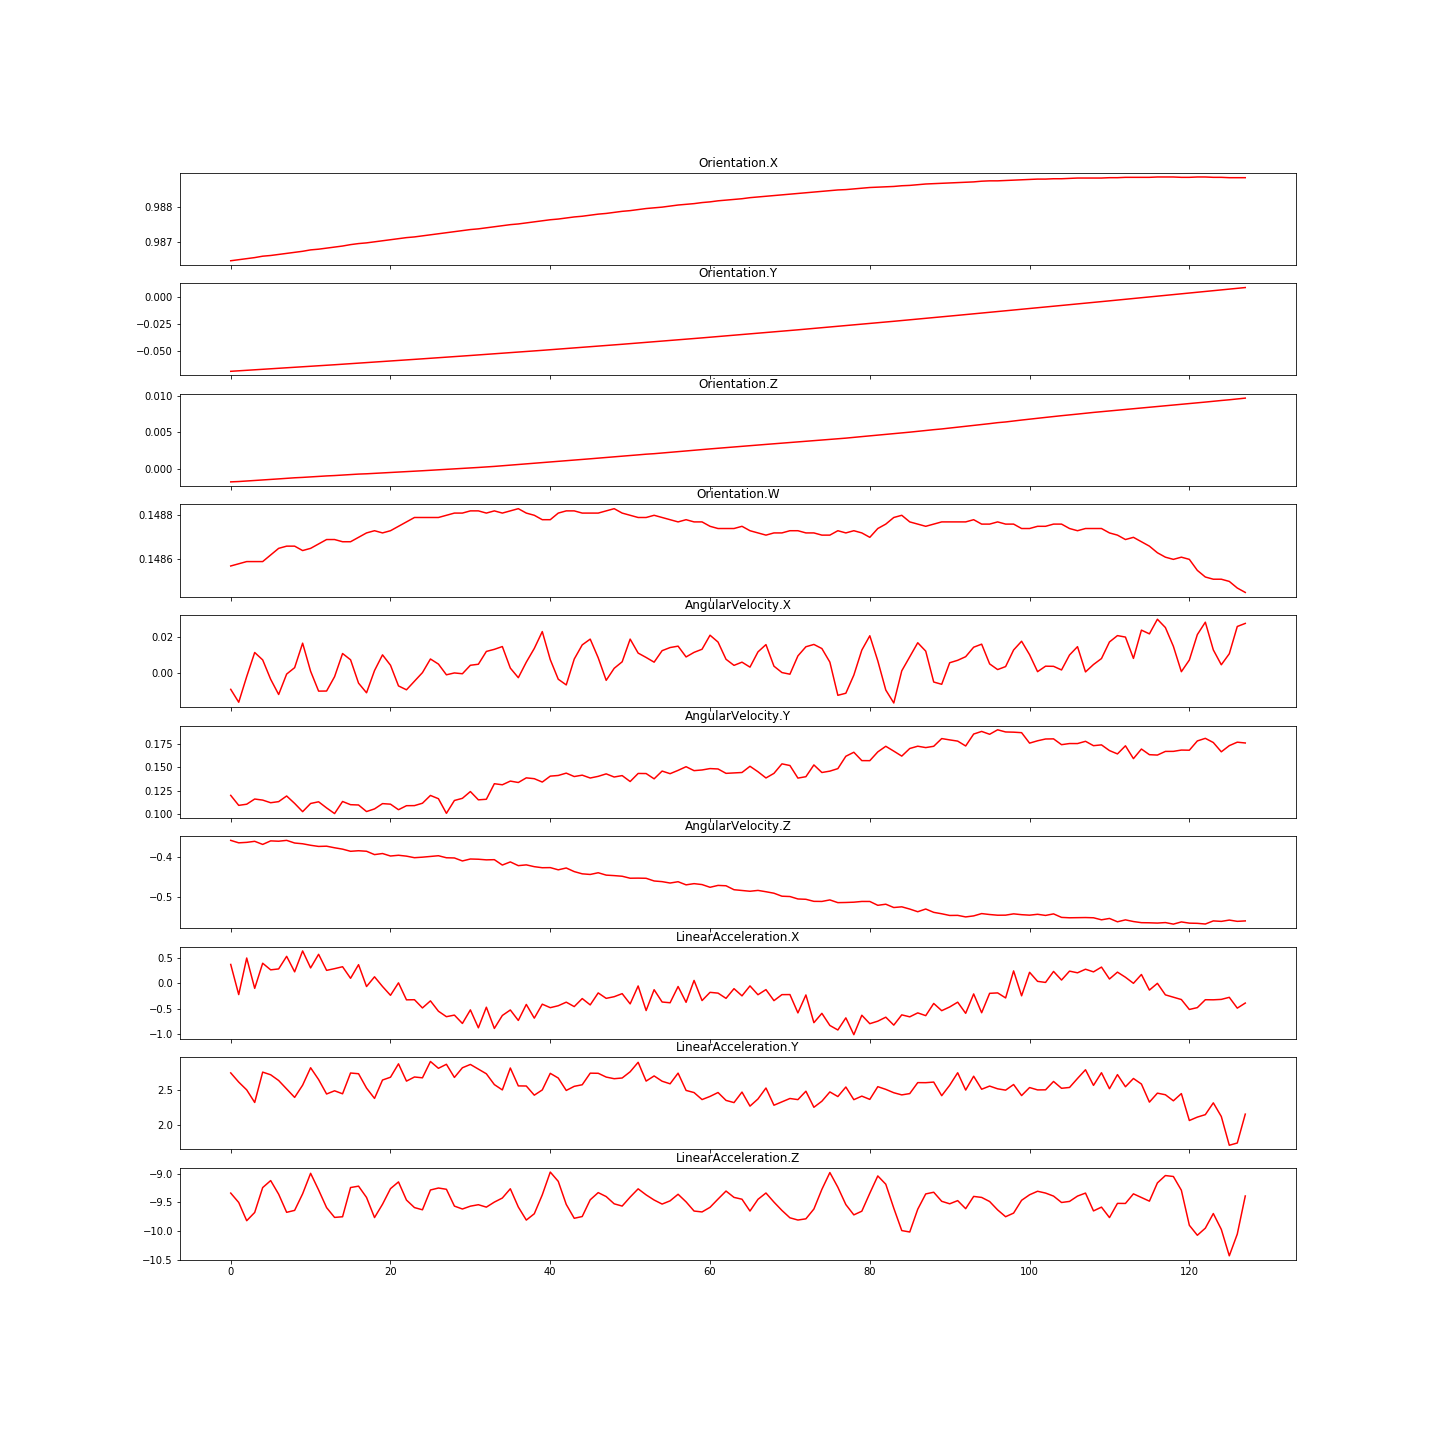 Orientation.X
0.988
0.987
Orientation.Y
0.000
−0.025
−0.050
Orientation.Z
0.010
0.005
0.000
Orientation.W
0.1488
0.1486
AngularVelocity.X
0.02
0.00
AngularVelocity.Y
0.175
0.150
0.125
0.100
AngularVelocity.Z
−0.4
−0.5
LinearAcceleration.X
0.5
0.0
−0.5
−1.0
LinearAcceleration.Y
2.5
2.0
LinearAcceleration.Z
−9.0
−9.5
−10.0
−10.5
0 20 40 60 80 100 120